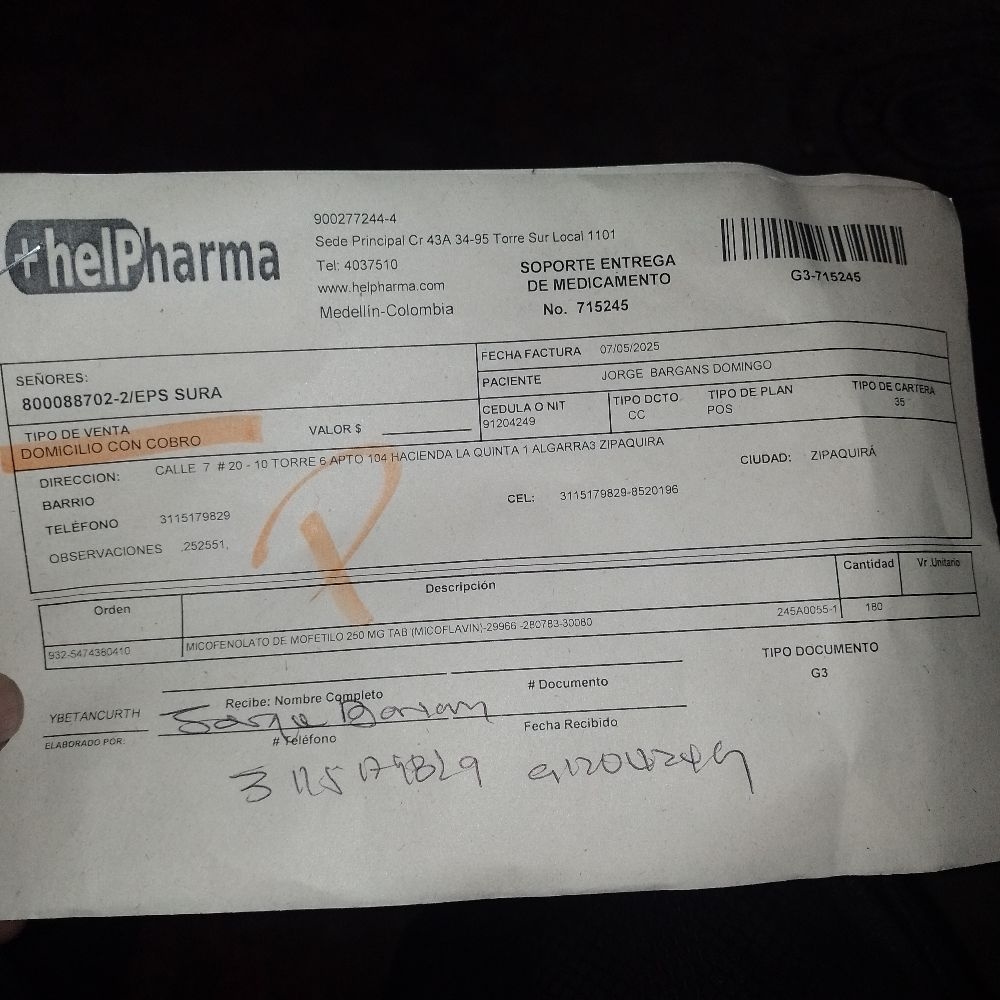 +helPharma
900277244-4
Sede Principal Cr 43A 34-95 Torre Sur Local 1101
Tel: 4037510
www.helpharma.com
Medellín-Colombia
SOPORTE ENTREGA
DE MEDICAMENTO
No. 715245
G3-715245
SEÑORES:
800088702-2/EPS SURA
FECHA FACTURA 07/05/2025
PACIENTE JORGE BARGANS DOMINGO
CEDULA O NIT
91204249
TIPO DCTO
CC
TIPO DE PLAN
POS
TIPO DE CARTERA
35
TIPO DE VENTA
DOMICILIO CON COBRO
VALOR $
DIRECCION: CALLE 7 # 20 - 10 TORRE 6 APTO 104 HACIENDA LA QUINTA 1 ALGARRA3 ZIPAQUIRA
CIUDAD: ZIPAQUIRÁ
BARRIO
TELÉFONO 3115179829
CEL: 3115179829-8520196
OBSERVACIONES .252551,
P
Orden Descripción Cantidad Vr.Unitario
932-5474380410 MICOFENOLATO DE MOFETILO 250 MG TAB (MICOFLAVIN)-29966 -280783-30080 245A0055-1 180
TIPO DOCUMENTO
G3
Recibe: Nombre Completo # Documento
YBETANCURTH
ELABORADO POR:
# Teléfono Fecha Recibido
3115179829 91204249